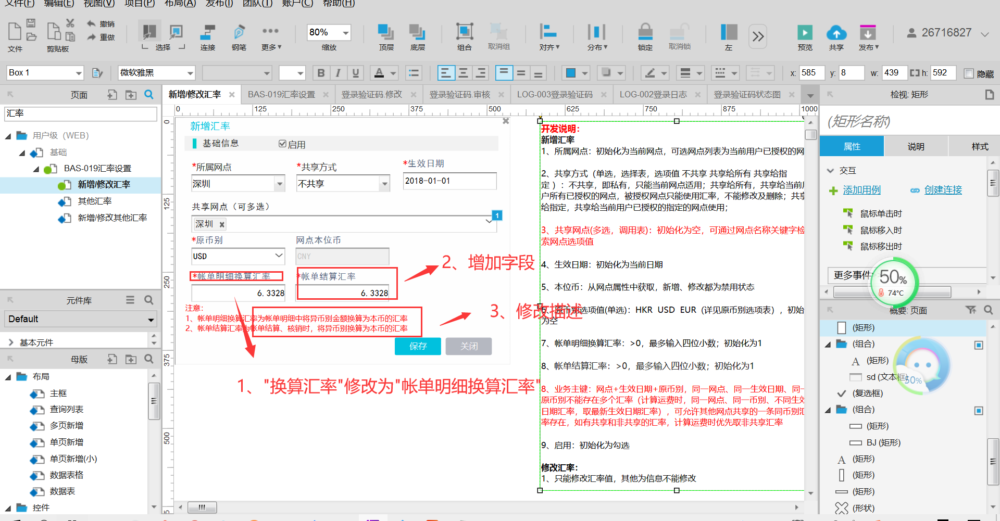 文件(F) 编辑(E) 视图(V) 项目(P) 布局(A) 发布(I) 团队(T) 账户(C) 帮助(H)
撤销
重做
80%
26716827
文件 剪贴板 选择 连接 钢笔 更多▼ 缩放 顶层 底层 组合 取消组 对齐▼ 分布▼ 锁定 取消锁 左 预览 共享 发布▼
Box 1 微软雅黑 B I U A x: 585 y: 8 w: 439 h: 592 隐藏
页面
新增/修改汇率 BAS-019汇率设置 登录验证码.修改 登录验证码.审核 LOG-003登录验证码 LOG-002登录日志 登录验证码状态图
检视: 矩形
汇率
0 125 250 375 500 625 750 875 1000
用户级 (WEB)
基础
BAS-019汇率设置
新增/修改汇率
其他汇率
新增/修改其他汇率
元件库
Default
基本元件
母版
布局
主框
查询列表
多页新增
单页新增
单页新增(小)
数据表格
数据表
控件
0
125
250
375
500
新增汇率
基础信息 启用
*所属网点 *共享方式 *生效日期
深圳 不共享 2018-01-01
共享网点（可多选）
1
深圳
*原币别 网点本位币
USD CNY
*帐单明细换算汇率 *帐单结算汇率
6.3328 6.3328
注意:
1、帐单明细换算汇率为帐单明细中将异币别金额换算为本币的汇率
2、帐单结算汇率为帐单结算、核销时，将异币别换算为本币的汇率
保存 关闭
2、增加字段
3、修改描述
1、"换算汇率"修改为"帐单明细换算汇率"
开发说明：
新增汇率
1、所属网点：初始化为当前网点，可选网点列表为当前用户已授权的网
2、共享方式（单选，选择表，选项值 不共享 共享给所有 共享给指
定 ）：不共享，即私有，只能当前网点适用；共享给所有，共享给当前用
户所有已授权的网点，被授权网点只能使用汇率，不能修改及删除；共享
给指定，共享给当前用户已授权的指定的网点使用；
3、共享网点(多选，调用表)：初始化为空，可通过网点名称关键字检
索网点选项值
4、生效日期：初始化为当前日期
5、本位币：从网点属性中获取，新增、修改都为禁用状态
6、原币别选项值(单选)：HKR USD EUR (详见原币别选项表) ，初始
为空
7、帐单明细换算汇率：>0，最多输入四位小数；初始化为1
8、帐单结算汇率：>0，最多输入四位小数；初始化为1
8、业务主键：网点+生效日期+原币别，同一网点、同一生效日期、同一
原币别不能存在多个汇率（计算运费时，同一网点、同一币别、不同生效
日期汇率，取最新生效日期汇率），可允许其他网点共享的一条同币别汇
率存在，如有共享和非共享的汇率，计算运费时优先取非共享汇率
9、启用：初始化为勾选
修改汇率：
1、只能修改汇率值，其他为信息不能修改
(矩形名称)
属性 说明 样式
交互
添加用例 创建连接
鼠标单击时
鼠标移入时
鼠标移出时
更多事件
50%
74°C
概要: 页面
(矩形)
(组合)
(矩形)
sd (文本框)
50%
(复选框)
(组合)
(矩形)
BJ (矩形)
(矩形)
(矩形)
(矩形)
(形状)